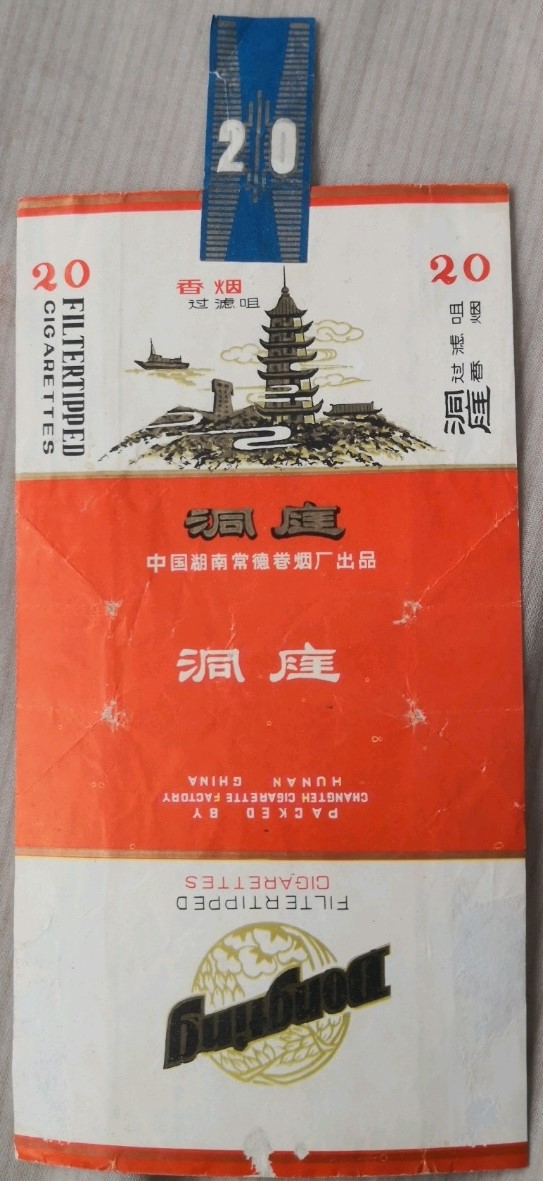 20
20
20
香烟
过滤咀
FILTERTIPPED
CIGARETTES
过滤咀
香烟
洞庭
洞庭
中国湖南常德卷烟厂出品
洞庭
PACKED BY
CHANGTEH CIGARETTE FACTORY
HUNAN CHINA
Dongting
FILTERTIPPED
CIGARETTES